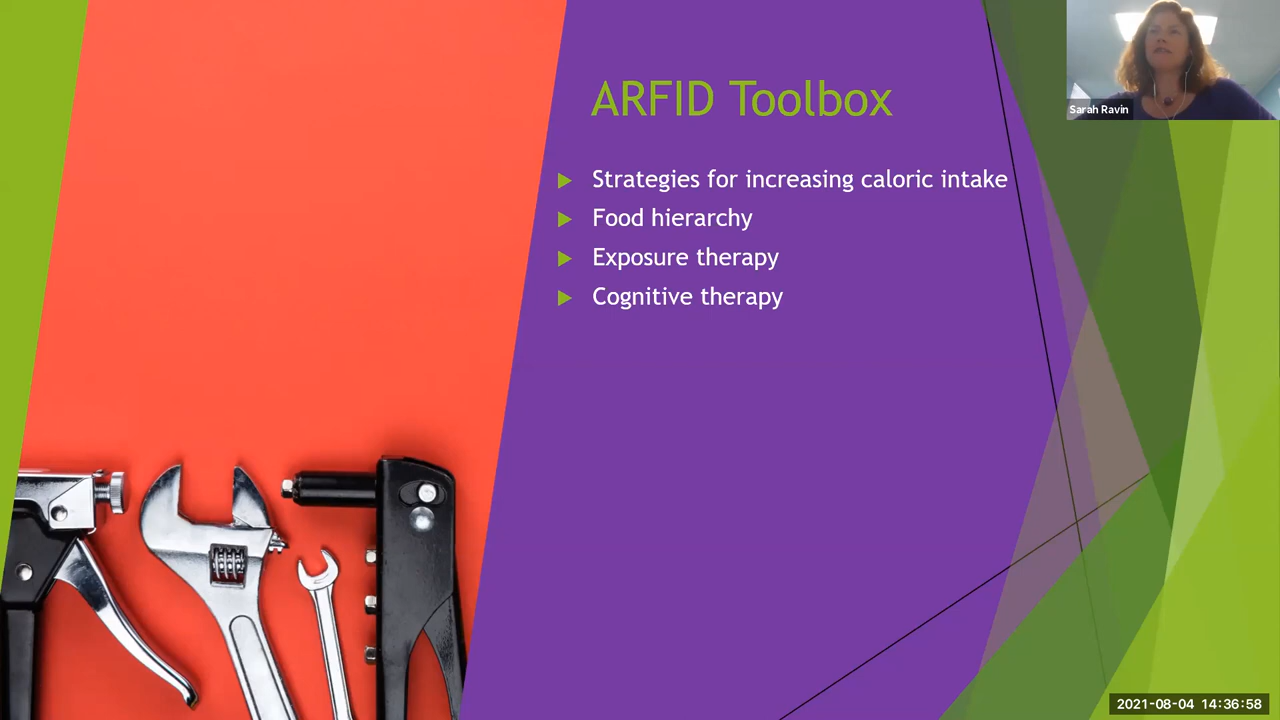 ARFID Toolbox
Strategies for increasing caloric intake
Food hierarchy
Exposure therapy
Cognitive therapy
Sarah Ravin
2021-08-04 14:36:58